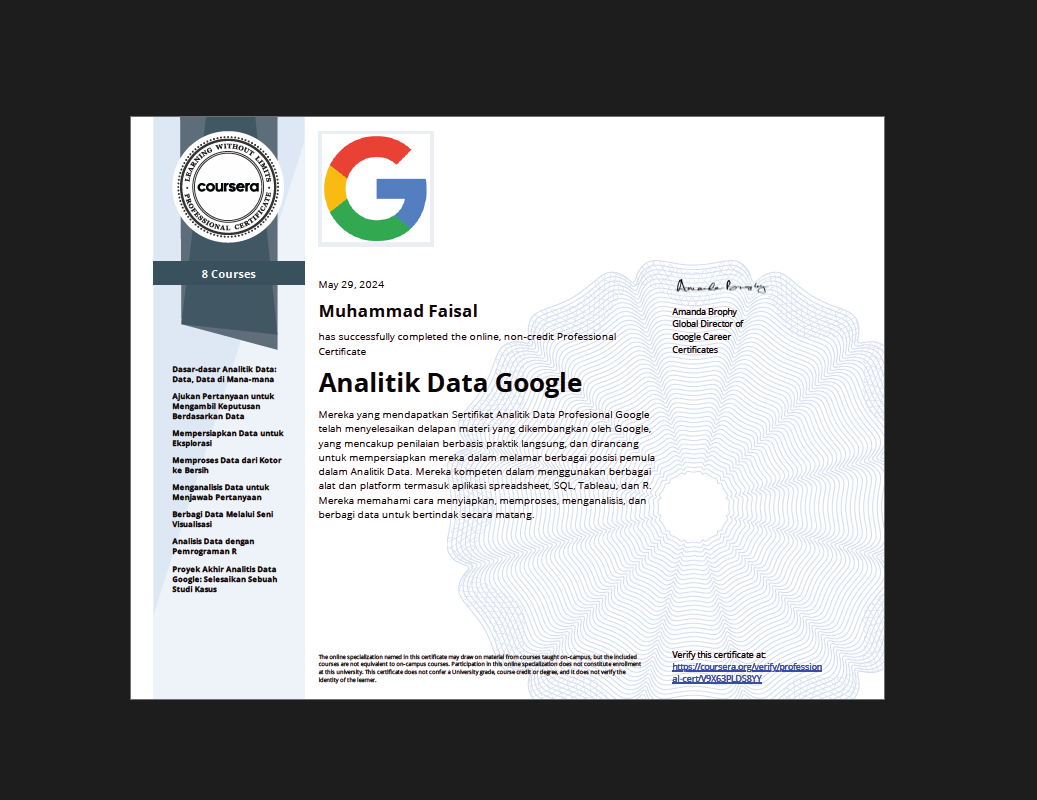 LEARNING WITHOUT LIMITS
coursera
PROFESSIONAL CERTIFICATE
8 Courses
Dasar-dasar Analitik Data:
Data, Data di Mana-mana
Ajukan Pertanyaan untuk
Mengambil Keputusan
Berdasarkan Data
Mempersiapkan Data untuk
Eksplorasi
Memproses Data dari Kotor
ke Bersih
Menganalisis Data untuk
Menjawab Pertanyaan
Berbagi Data Melalui Seni
Visualisasi
Analisis Data dengan
Pemrograman R
Proyek Akhir Analitis Data
Google: Selesaikan Sebuah
Studi Kasus
May 29, 2024
Muhammad Faisal
has successfully completed the online, non-credit Professional
Certificate
Analitik Data Google
Mereka yang mendapatkan Sertifikat Analitik Data Profesional Google
telah menyelesaikan delapan materi yang dikembangkan oleh Google,
yang mencakup penilaian berbasis praktik langsung, dan dirancang
untuk mempersiapkan mereka dalam melamar berbagai posisi pemula
dalam Analitik Data. Mereka kompeten dalam menggunakan berbagai
alat dan platform termasuk aplikasi spreadsheet, SQL, Tableau, dan R.
Mereka memahami cara menyiapkan, memproses, menganalisis, dan
berbagi data untuk bertindak secara matang.
Amanda Brophy
Amanda Brophy
Global Director of
Google Career
Certificates
The online specialization named in this certificate may draw on material from courses taught on-campus, but the included
courses are not equivalent to on-campus courses. Participation in this online specialization does not constitute enrollment
at this university. This certificate does not confer a University grade, course credit or degree, and it does not verify the
identity of the learner.
Verify this certificate at:
https://coursera.org/verify/profession
al-cert/V9X63PLDS8YY